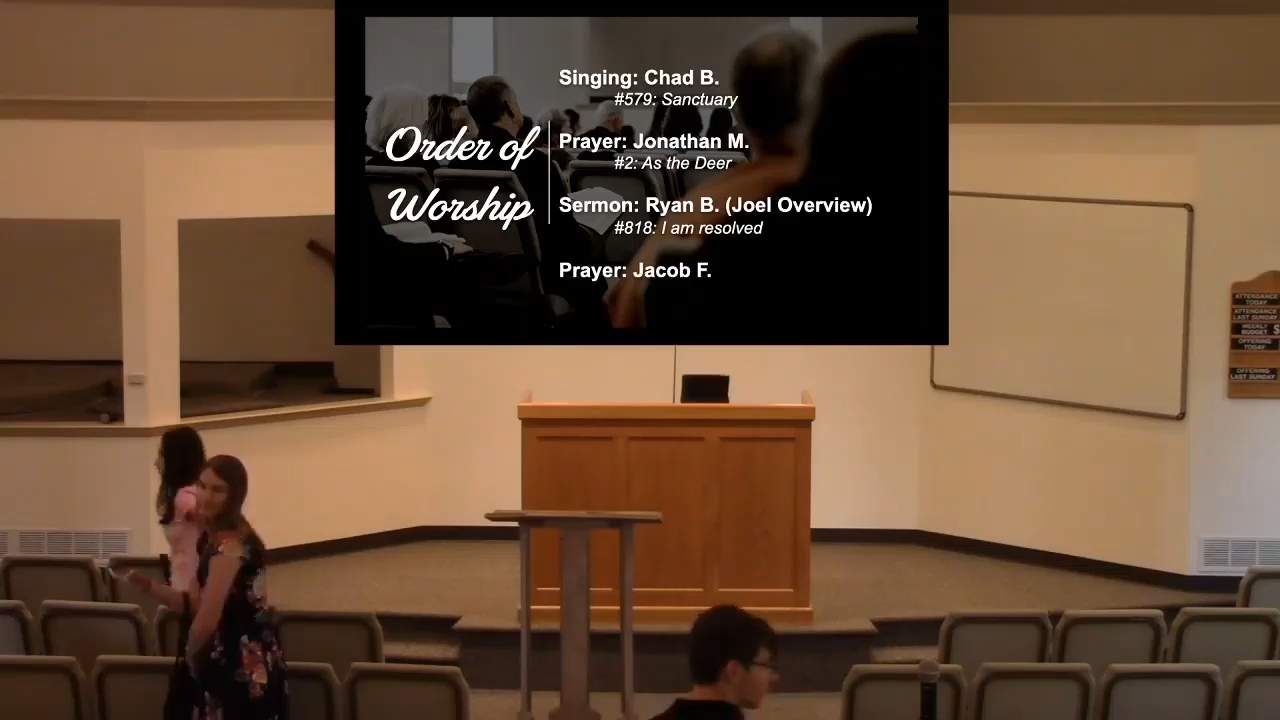 Order of
Worship
Singing: Chad B.
#579: Sanctuary
Prayer: Jonathan M.
#2: As the Deer
Sermon: Ryan B. (Joel Overview)
#818: I am resolved
Prayer: Jacob F.
ATTENDANCE
TODAY
ATTENDANCE
LAST SUNDAY
WEEKLY
BUDGET S
OFFERING
TODAY
OFFERING
LAST SUNDAY